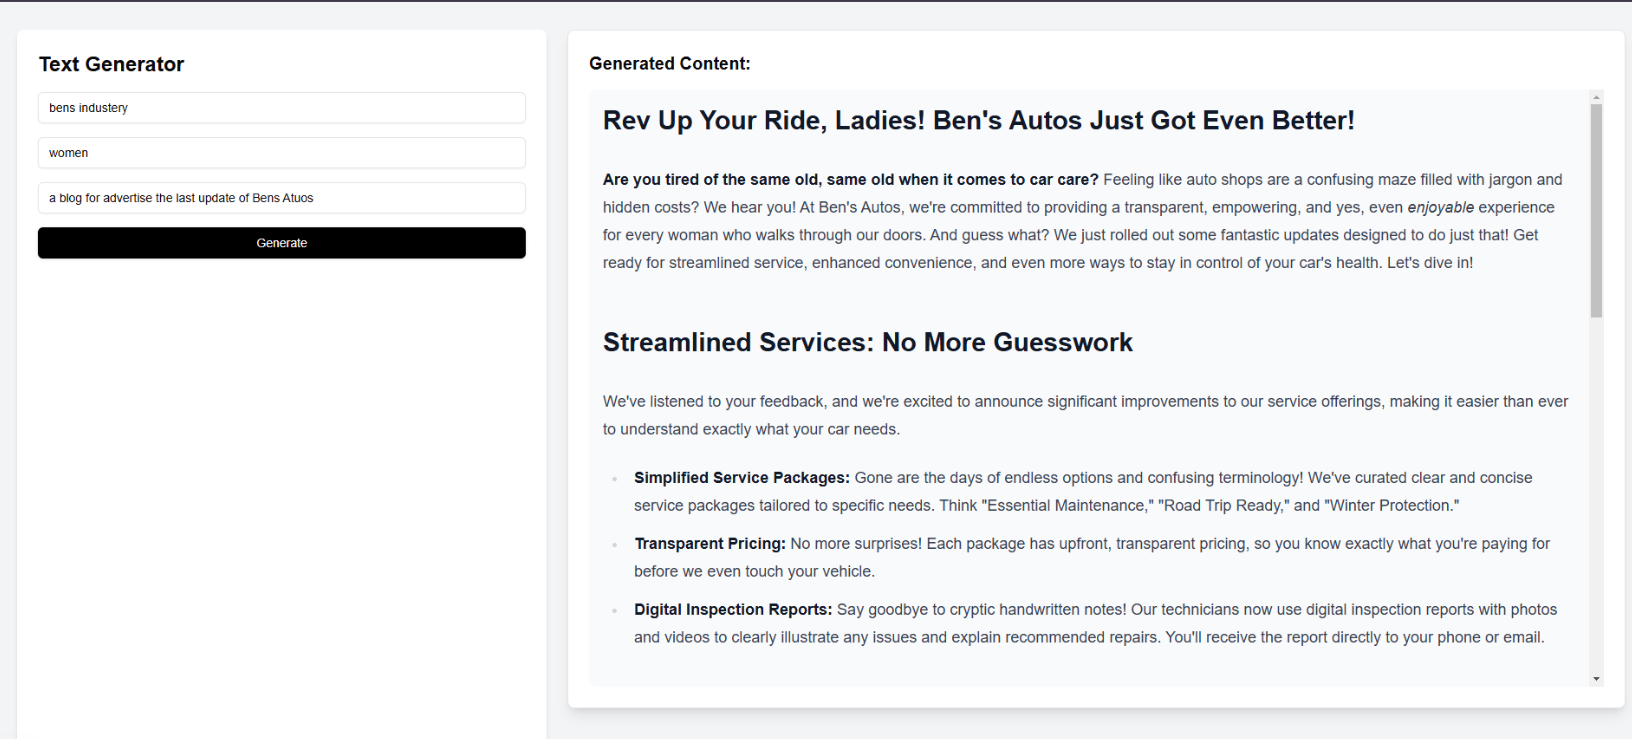 Text Generator
bens industery
women
a blog for advertise the last update of Bens Atuos
Generate
Generated Content:
Rev Up Your Ride, Ladies! Ben's Autos Just Got Even Better!
Are you tired of the same old, same old when it comes to car care? Feeling like auto shops are a confusing maze filled with jargon and
hidden costs? We hear you! At Ben's Autos, we're committed to providing a transparent, empowering, and yes, even enjoyable experience
for every woman who walks through our doors. And guess what? We just rolled out some fantastic updates designed to do just that! Get
ready for streamlined service, enhanced convenience, and even more ways to stay in control of your car's health. Let's dive in!
Streamlined Services: No More Guesswork
We've listened to your feedback, and we're excited to announce significant improvements to our service offerings, making it easier than ever
to understand exactly what your car needs.
Simplified Service Packages: Gone are the days of endless options and confusing terminology! We've curated clear and concise
service packages tailored to specific needs. Think "Essential Maintenance," "Road Trip Ready," and "Winter Protection."
Transparent Pricing: No more surprises! Each package has upfront, transparent pricing, so you know exactly what you're paying for
before we even touch your vehicle.
Digital Inspection Reports: Say goodbye to cryptic handwritten notes! Our technicians now use digital inspection reports with photos
and videos to clearly illustrate any issues and explain recommended repairs. You'll receive the report directly to your phone or email.